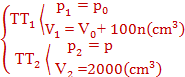 p₁ = p₀
TT₁
V₁ = V₀ + 100n(cm³)
p₂ = p
TT₂
V₂ = 2000(cm³)